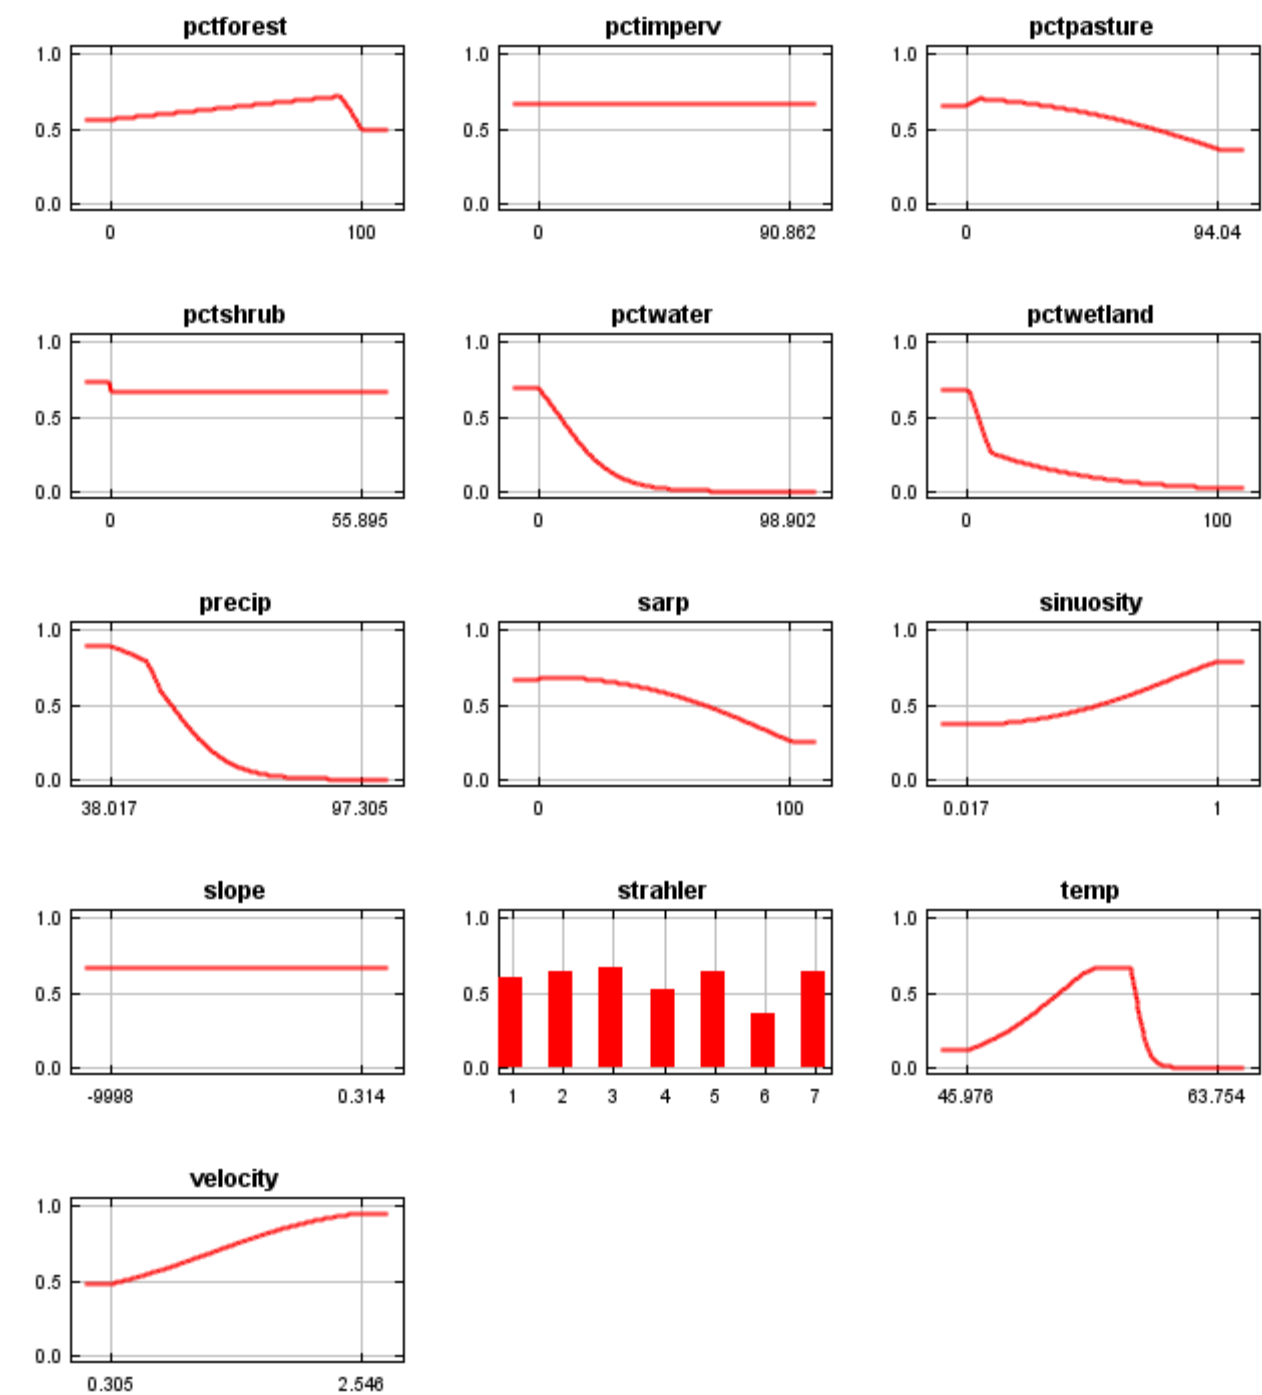 pctforest pctimperv pctpasture
1.0 1.0 1.0
0.5 0.5 0.5
0.0 0.0 0.0
0 100 0 90.862 0 94.04
pctshrub pctwater pctwetland
1.0 1.0 1.0
0.5 0.5 0.5
0.0 0.0 0.0
0 55.895 0 98.902 0 100
precip sarp sinuosity
1.0 1.0 1.0
0.5 0.5 0.5
0.0 0.0 0.0
38.017 97.305 0 100 0.017 1
slope strahler temp
1.0 1.0 1.0
0.5 0.5 0.5
0.0 0.0 0.0
-9998 0.314 1 2 3 4 5 6 7 45.976 63.754
velocity
1.0
0.5
0.0
0.305 2.546